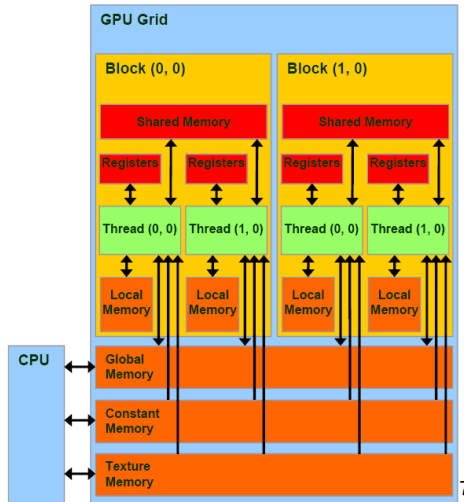 GPU Grid
Block (0, 0)
Block (1, 0)
Shared Memory
Shared Memory
Registers
Registers
Registers
Registers
Thread (0, 0)
Thread (1, 0)
Thread (0, 0)
Thread (1, 0)
Local
Memory
Local
Memory
Local
Memory
Local
Memory
CPU
Global
Memory
Constant
Memory
Texture
Memory